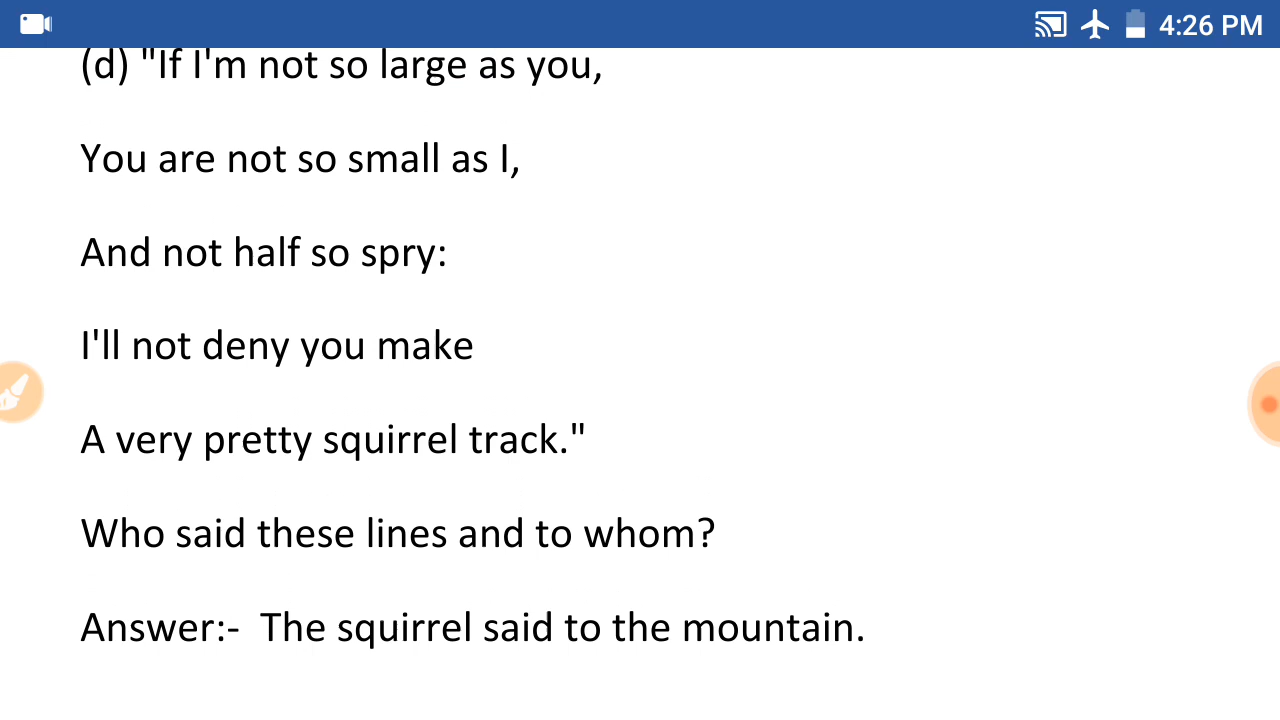 4:26 PM
(d) "If I'm not so large as you,
You are not so small as I,
And not half so spry:
I'll not deny you make
A very pretty squirrel track."
Who said these lines and to whom?
Answer:-  The squirrel said to the mountain.